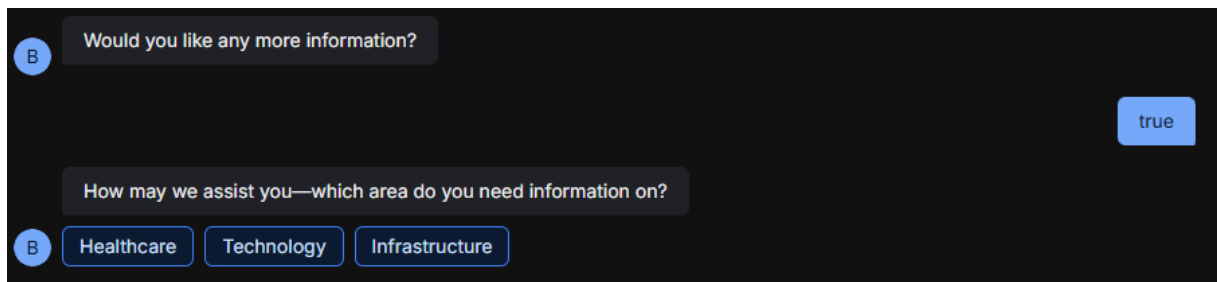 Would you like any more information?
B
true
How may we assist you—which area do you need information on?
B
Healthcare Technology Infrastructure